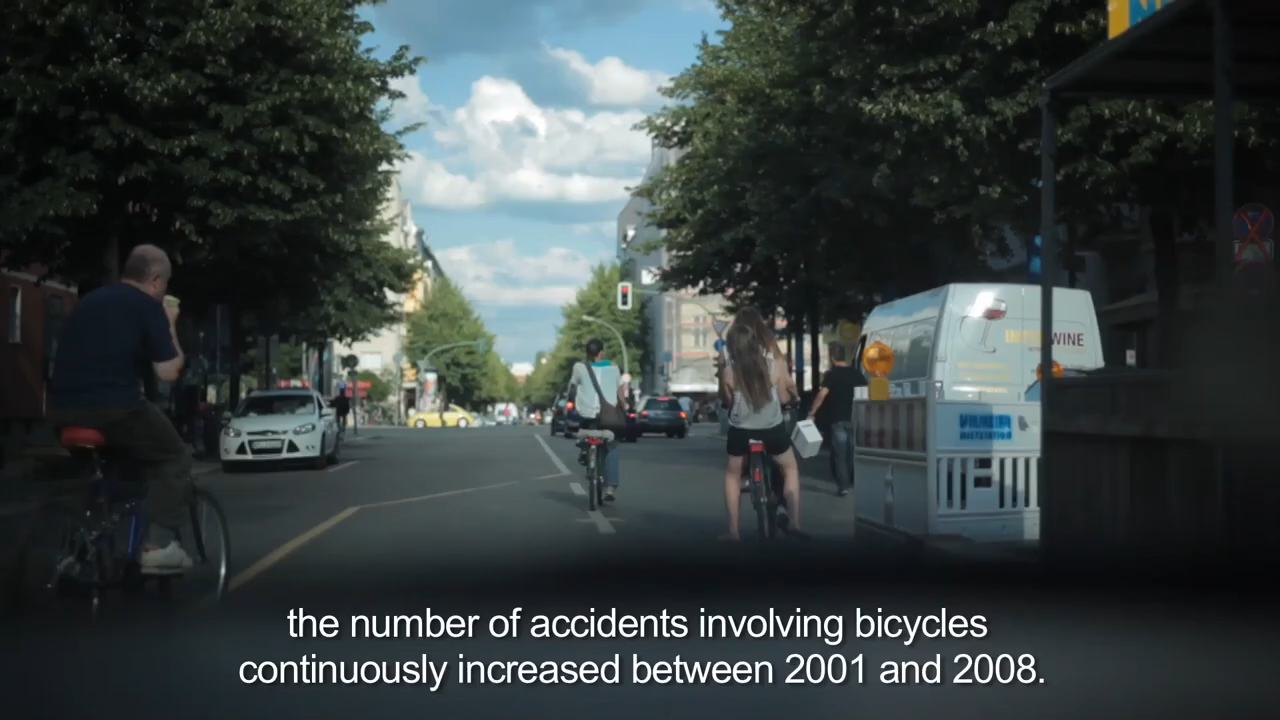 WINE
the number of accidents involving bicycles
continuously increased between 2001 and 2008.